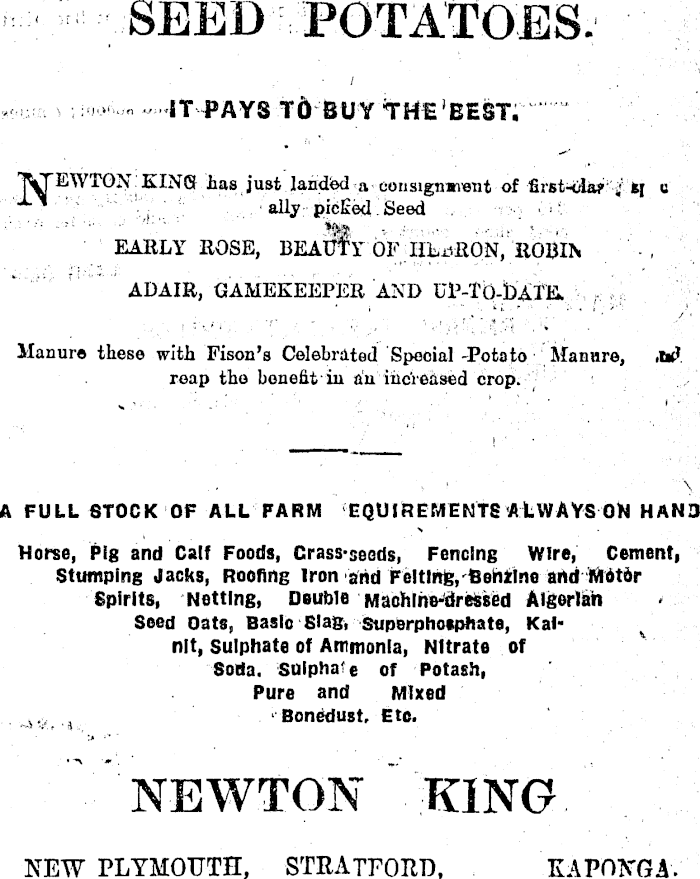 SEED POTATOES.
IT PAYS TO BUY THE BEST.
NEWTON KING has just landed a consignment of first-clas
ally picked Seed
EARLY ROSE, BEAUTY OF HEBRON, ROBIN
ADAIR, GAMEKEEPER AND UP-TO-DATE.
Manure these with Fison's Celebrated Special Potato Manure, and
reap the benefit in an increased crop.
A FULL STOCK OF ALL FARM EQUIREMENTS ALWAYS ON HAND
Horse, Pig and Calf Foods, Grass-seeds, Fencing Wire, Cement,
Stumping Jacks, Roofing Iron and Felting, Benzine and Motor
Spirits, Netting, Double Machine-dressed Algerian
Seed Oats, Basic Slag, Superphosphate, Kai-
nit, Sulphate of Ammonia, Nitrate of
Soda, Sulphate of Potash,
Pure and Mixed
Bonedust, Etc.
NEWTON KING
NEW PLYMOUTH, STRATFORD, KAPONGA.